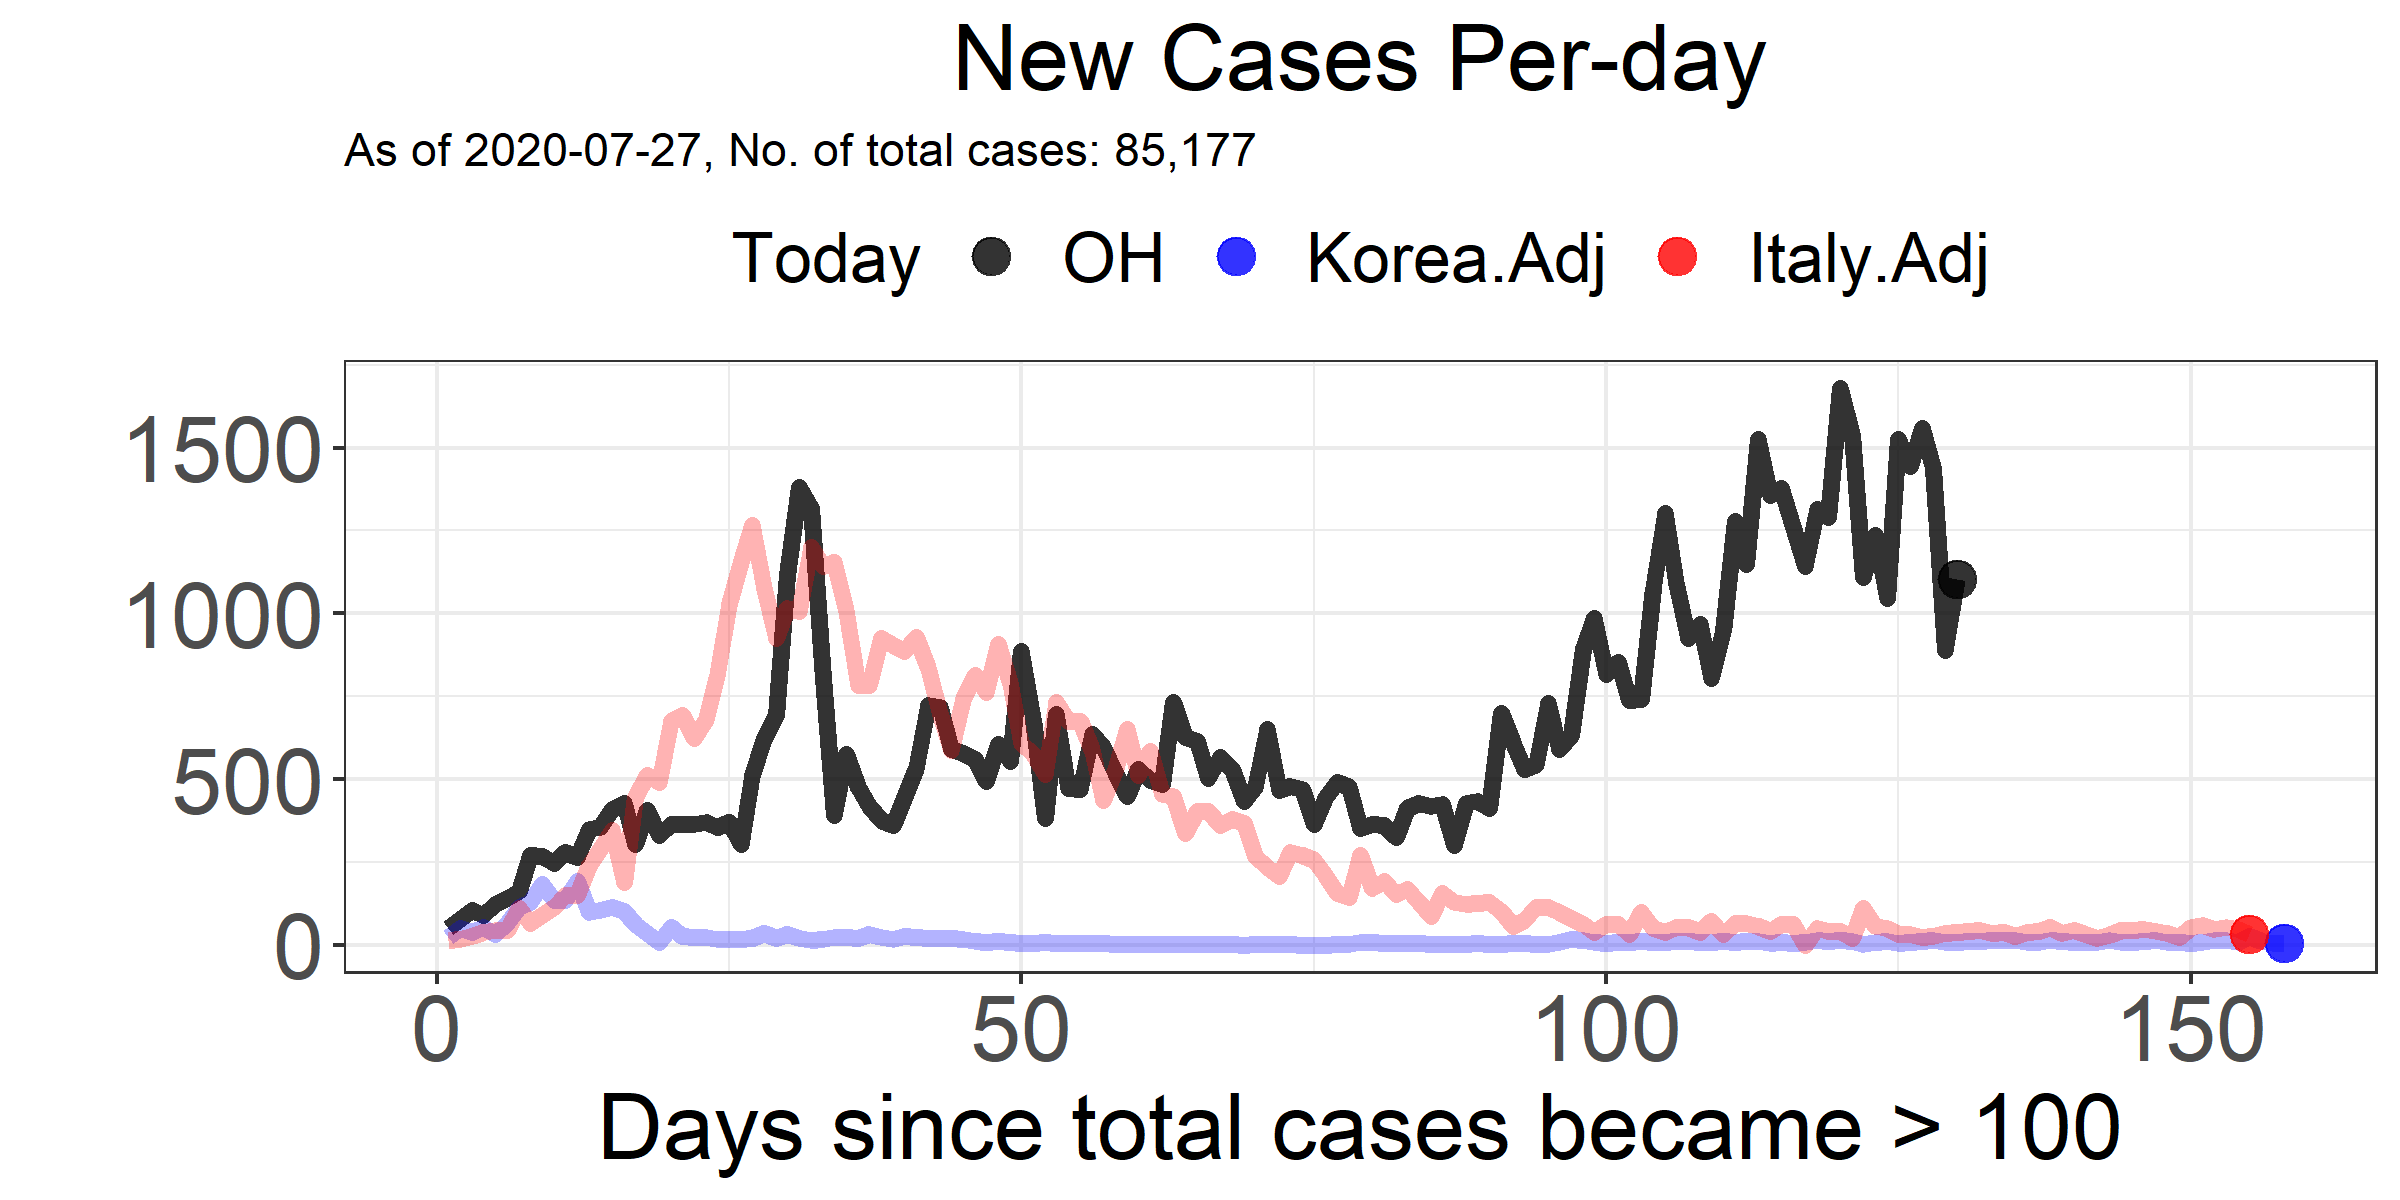 New Cases Per-day
As of 2020-07-27, No. of total cases: 85,177
Today OH Korea.Adj Italy.Adj
1500
1000
500
0
0 50 100 150
Days since total cases became > 100